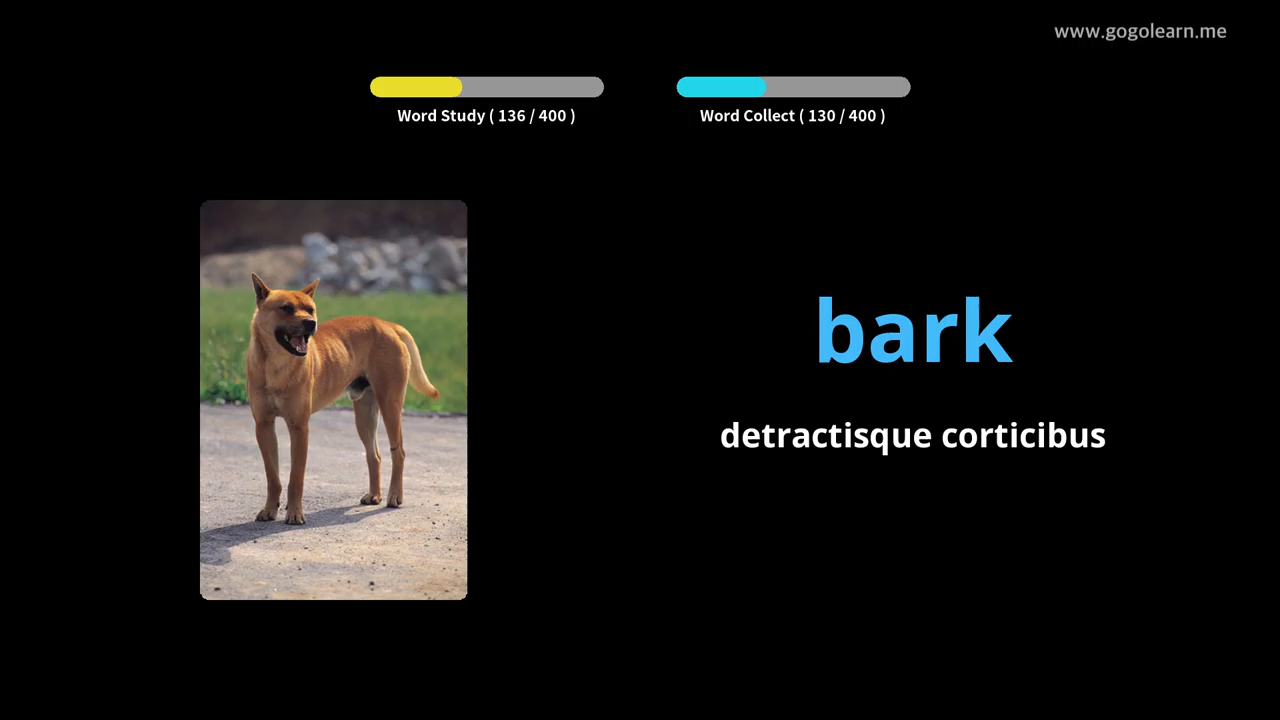 www.gogolearn.me
Word Study ( 136 / 400 )
Word Collect ( 130 / 400 )
bark
detractisque corticibus